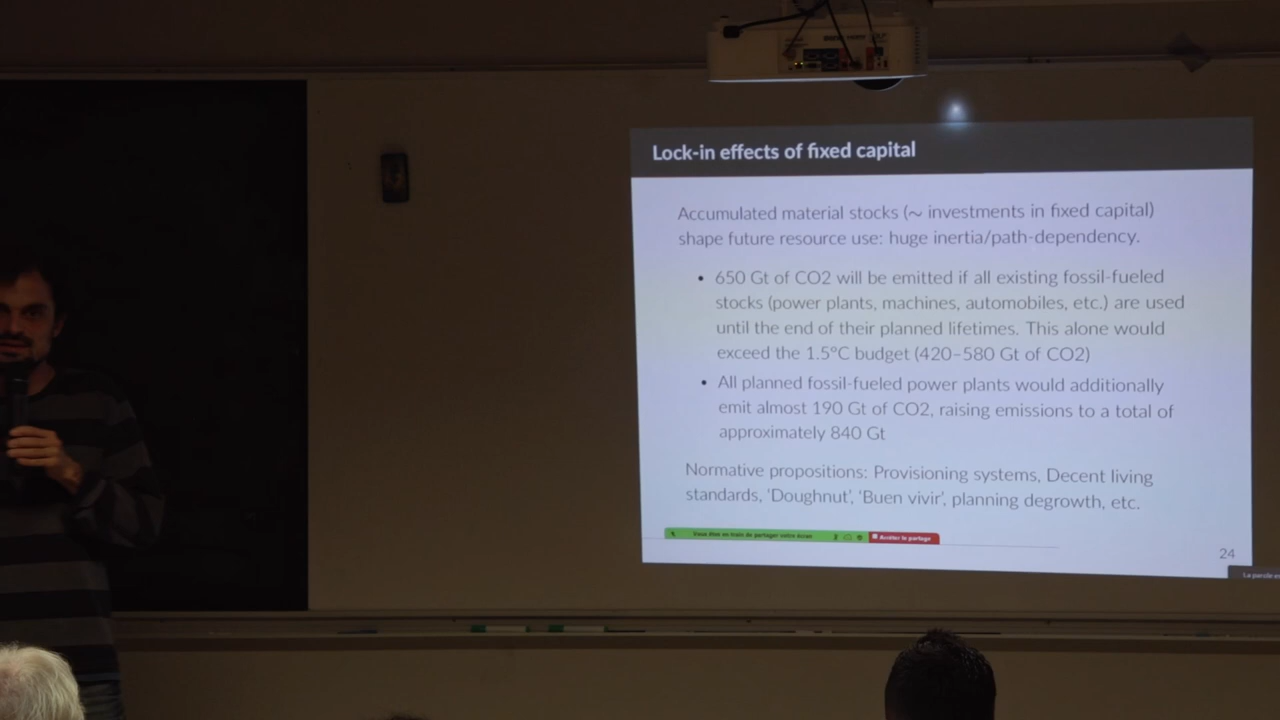 Lock-in effects of fixed capital
Accumulated material stocks (~ investments in fixed capital)
shape future resource use: huge inertia/path-dependency.
• 650 Gt of CO2 will be emitted if all existing fossil-fueled
stocks (power plants, machines, automobiles, etc.) are used
until the end of their planned lifetimes. This alone would
exceed the 1.5°C budget (420–580 Gt of CO2)
• All planned fossil-fueled power plants would additionally
emit almost 190 Gt of CO2, raising emissions to a total of
approximately 840 Gt
Normative propositions: Provisioning systems, Decent living
standards, ‘Doughnut’, ‘Buen vivir’, planning degrowth, etc.
Vous êtes en train de partager votre écran
Arrêter le partage
24
La parole